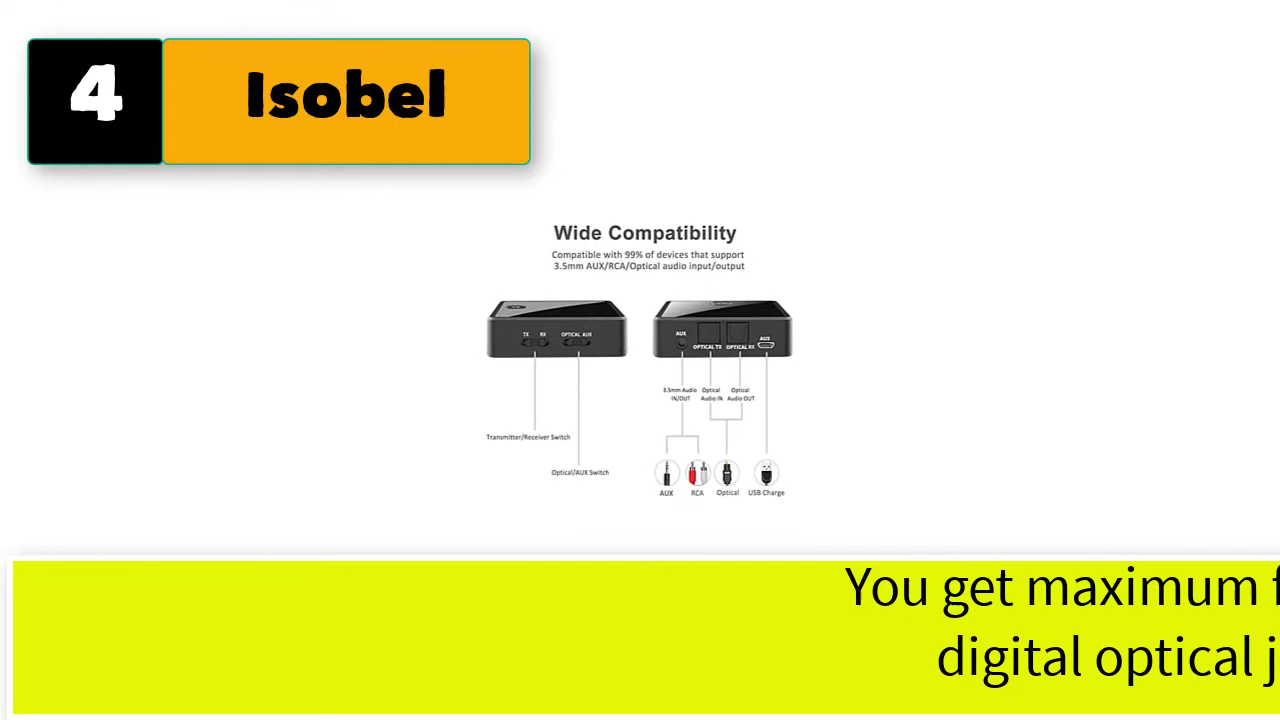 4 Isobel
Wide Compatibility
Compatible with 99% of devices that support
3.5mm AUX/RCA/Optical audio input/output
TX RX OPTICAL AUX
AUX OPTICAL TX OPTICAL RX AUX
3.5mm Audio IN/OUT
Optical Audio IN
Optical Audio OUT
Transmitter/Receiver Switch
Optical/AUX Switch
AUX RCA Optical USB Charge
You get maximum f
digital optical j